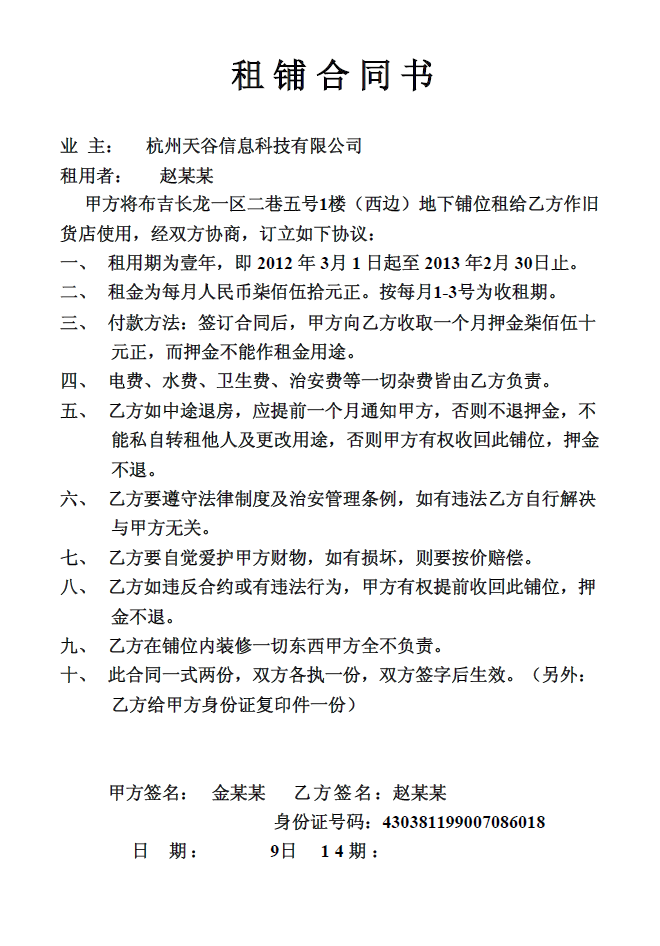 租铺合同书
业 主： 杭州天谷信息科技有限公司
租用者： 赵某某
甲方将布吉长龙一区二巷五号1楼（西边）地下铺位租给乙方作旧
货店使用，经双方协商，订立如下协议：
一、 租用期为壹年，即 2012 年 3月 1 日起至 2013 年2月 30日止。
二、 租金为每月人民币柒佰伍拾元正。按每月1-3号为收租期。
三、 付款方法：签订合同后，甲方向乙方收取一个月押金柒佰伍十
元正，而押金不能作租金用途。
四、 电费、水费、卫生费、治安费等一切杂费皆由乙方负责。
五、 乙方如中途退房，应提前一个月通知甲方，否则不退押金，不
能私自转租他人及更改用途，否则甲方有权收回此铺位，押金
不退。
六、 乙方要遵守法律制度及治安管理条例，如有违法乙方自行解决
与甲方无关。
七、 乙方要自觉爱护甲方财物，如有损坏，则要按价赔偿。
八、 乙方如违反合约或有违法行为，甲方有权提前收回此铺位，押
金不退。
九、 乙方在铺位内装修一切东西甲方全不负责。
十、 此合同一式两份，双方各执一份，双方签字后生效。（另外：
乙方给甲方身份证复印件一份）
甲方签名： 金某某 乙方签名：赵某某
身份证号码：430381199007086018
日 期： 9日 1 4 期：